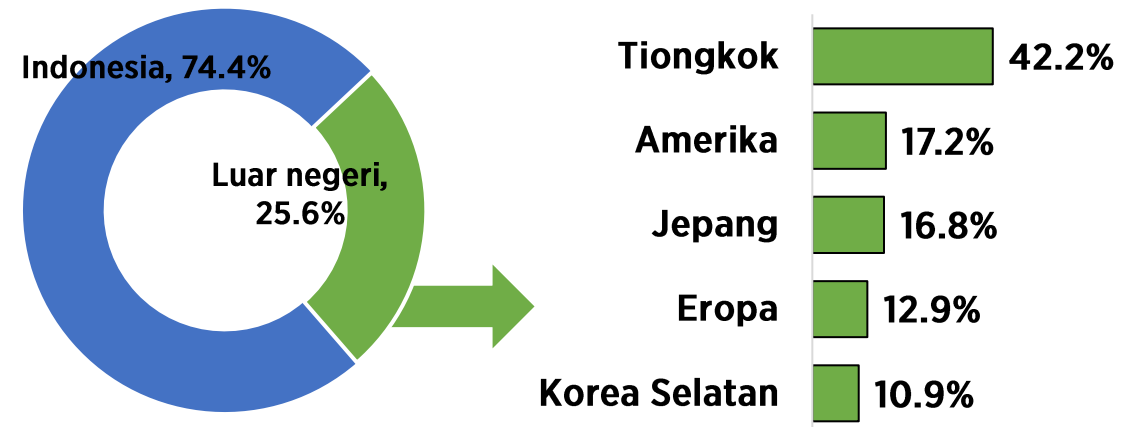 Indonesia, 74.4%
Luar negeri,
25.6%
Tiongkok 42.2%
Amerika 17.2%
Jepang 16.8%
Eropa 12.9%
Korea Selatan 10.9%